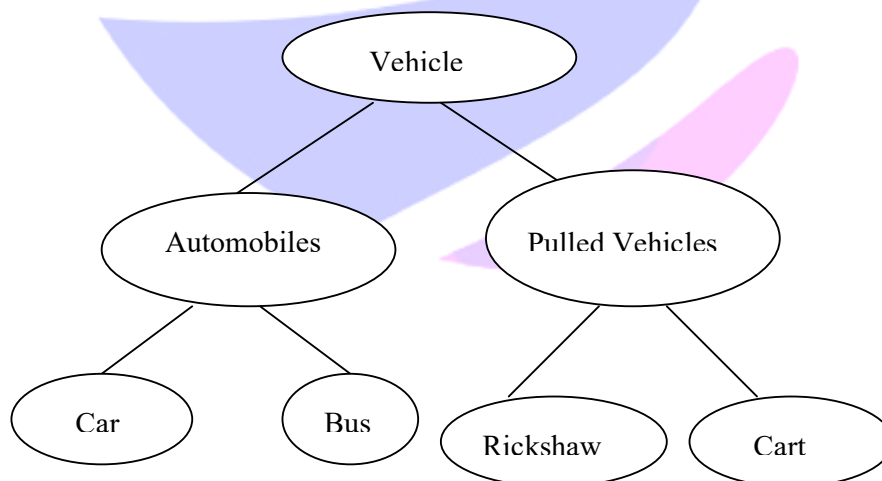 Vehicle
Automobiles
Pulled Vehicles
Car
Bus
Rickshaw
Cart